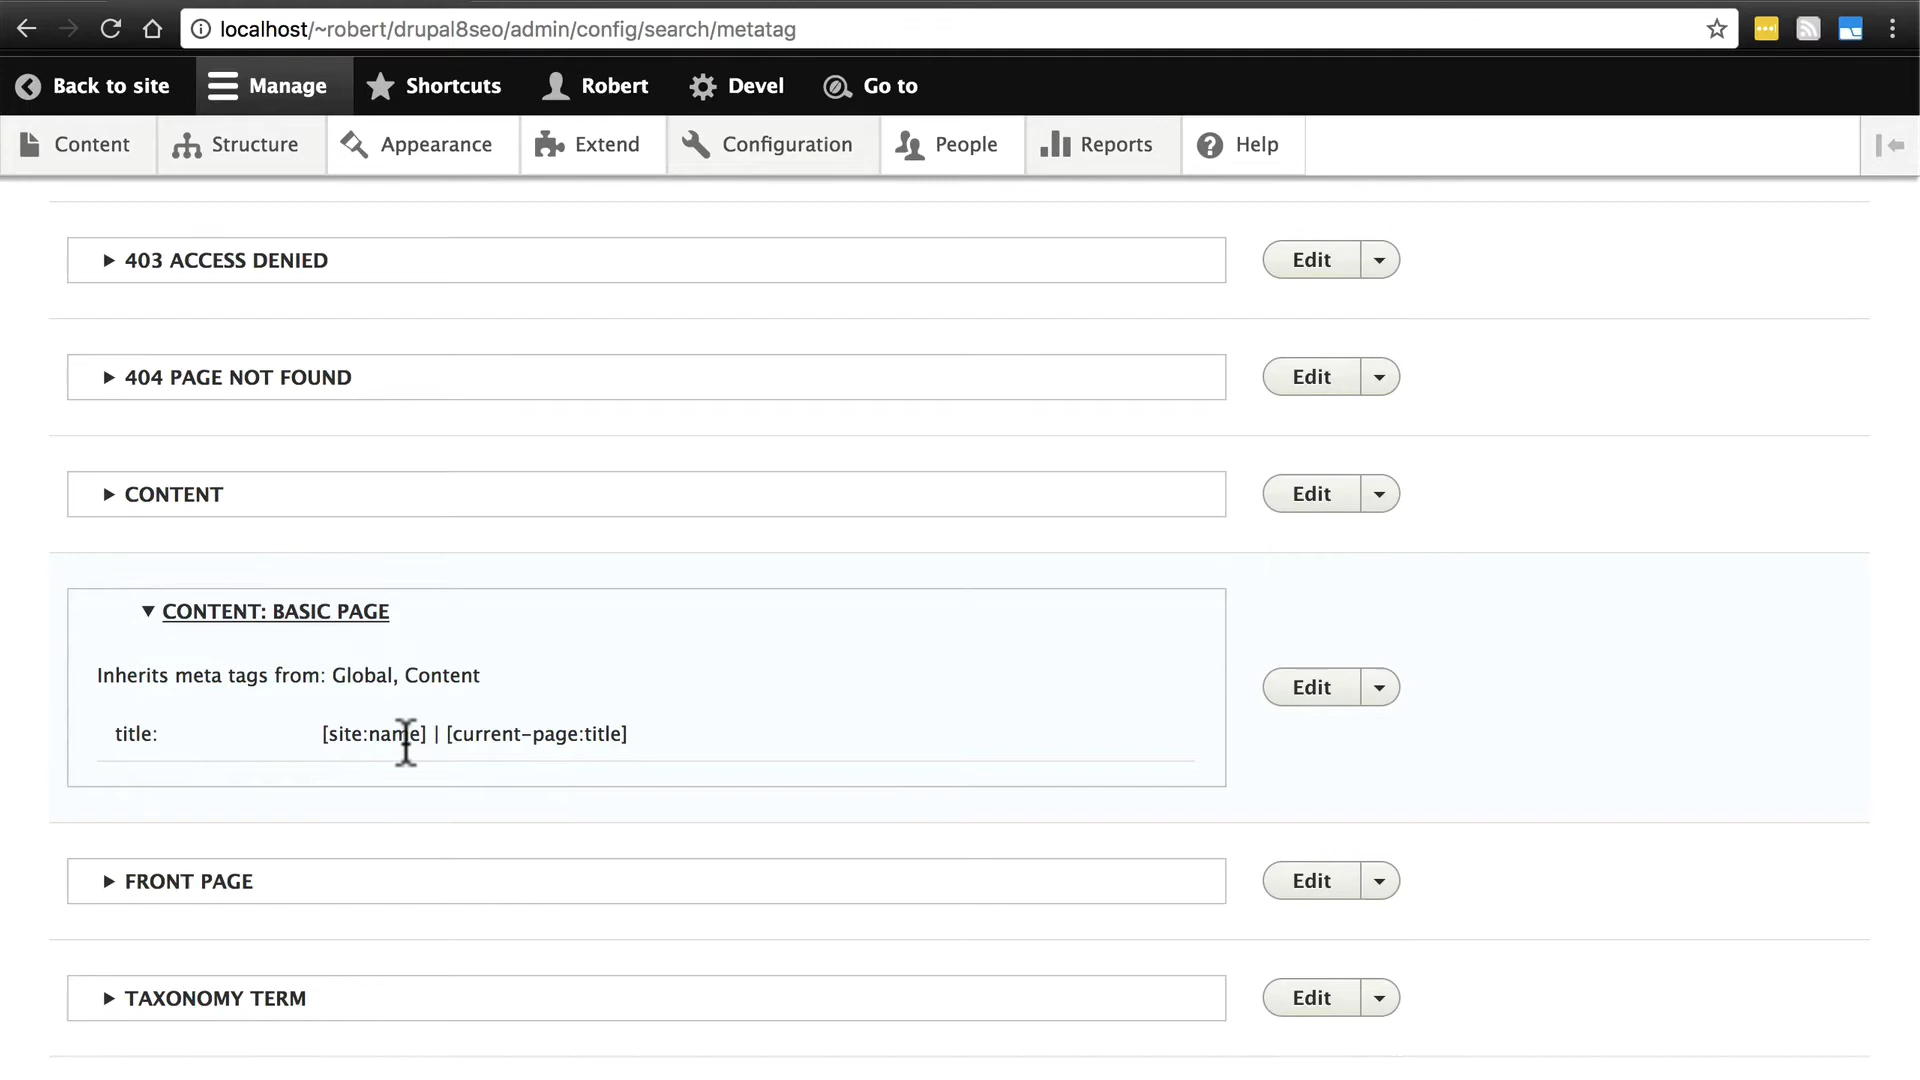 localhost/~robert/drupal8seo/admin/config/search/metatag
Back to site Manage Shortcuts Robert Devel Go to
Content Structure Appearance Extend Configuration People Reports Help
403 ACCESS DENIED Edit
404 PAGE NOT FOUND Edit
CONTENT Edit
CONTENT: BASIC PAGE
Inherits meta tags from: Global, Content
Edit
title: [site:name] | [current-page:title]
FRONT PAGE Edit
TAXONOMY TERM Edit